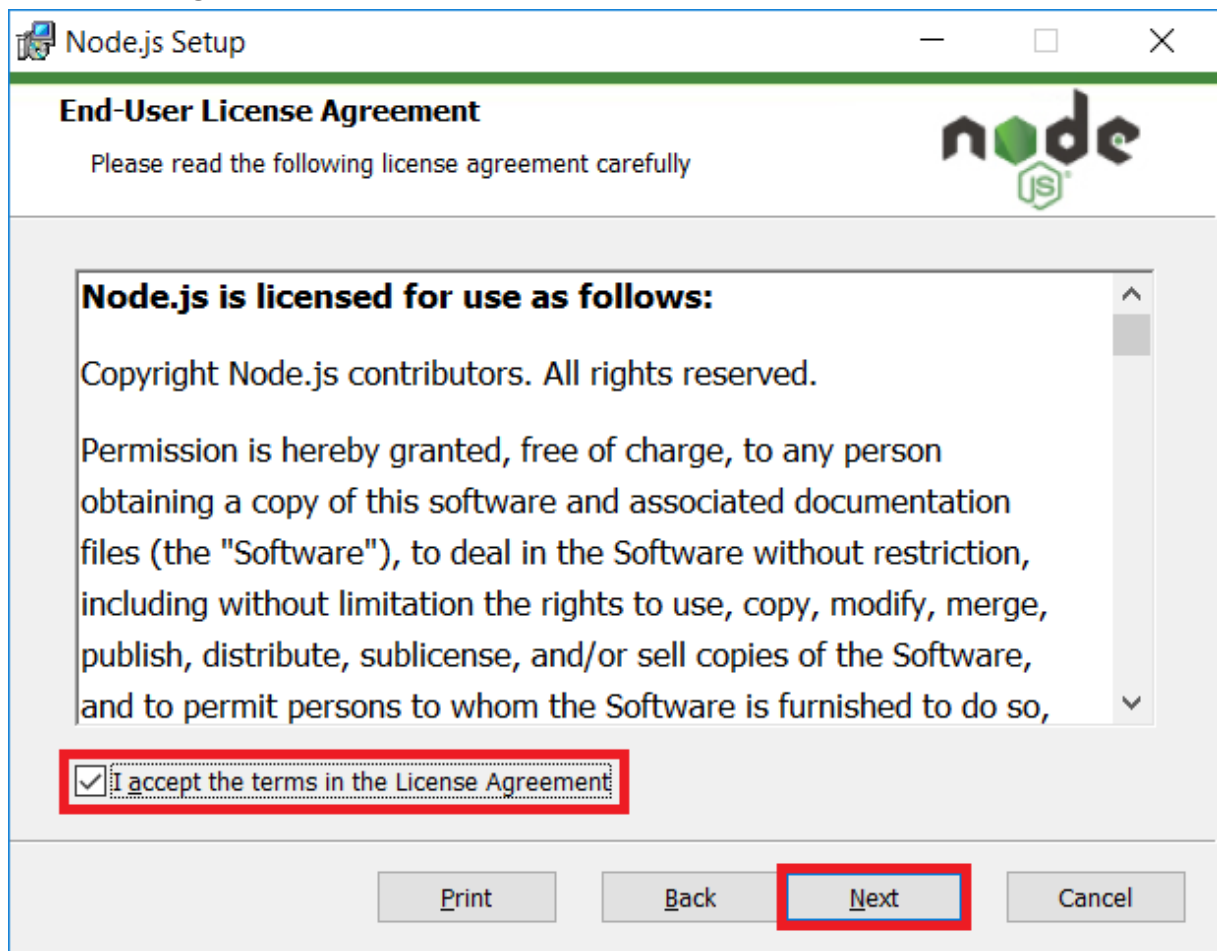 Node.js Setup
End-User License Agreement
Please read the following license agreement carefully
node
JS
Node.js is licensed for use as follows:
Copyright Node.js contributors. All rights reserved.
Permission is hereby granted, free of charge, to any person
obtaining a copy of this software and associated documentation
files (the "Software"), to deal in the Software without restriction,
including without limitation the rights to use, copy, modify, merge,
publish, distribute, sublicense, and/or sell copies of the Software,
and to permit persons to whom the Software is furnished to do so,
I accept the terms in the License Agreement
Print Back Next Cancel